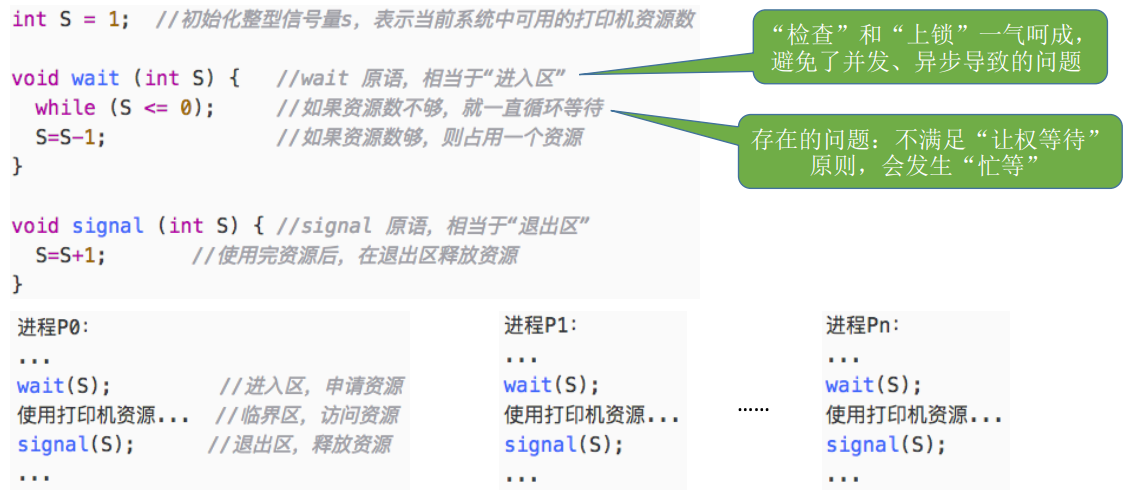 int S = 1;  //初始化整型信号量s，表示当前系统中可用的打印机资源数
void wait (int S) {   //wait 原语，相当于“进入区”
  while (S <= 0);     //如果资源数不够，就一直循环等待
  S=S-1;              //如果资源数够，则占用一个资源
}
void signal (int S) { //signal 原语，相当于“退出区”
  S=S+1;       //使用完资源后，在退出区释放资源
}
“检查”和“上锁”一气呵成，
避免了并发、异步导致的问题
存在的问题：不满足“让权等待”
原则，会发生“忙等”
进程P0：
...
wait(S);         //进入区，申请资源
使用打印机资源...  //临界区，访问资源
signal(S);       //退出区，释放资源
...
进程P1：
...
wait(S);
使用打印机资源...
signal(S);
...
……
进程Pn：
...
wait(S);
使用打印机资源...
signal(S);
...